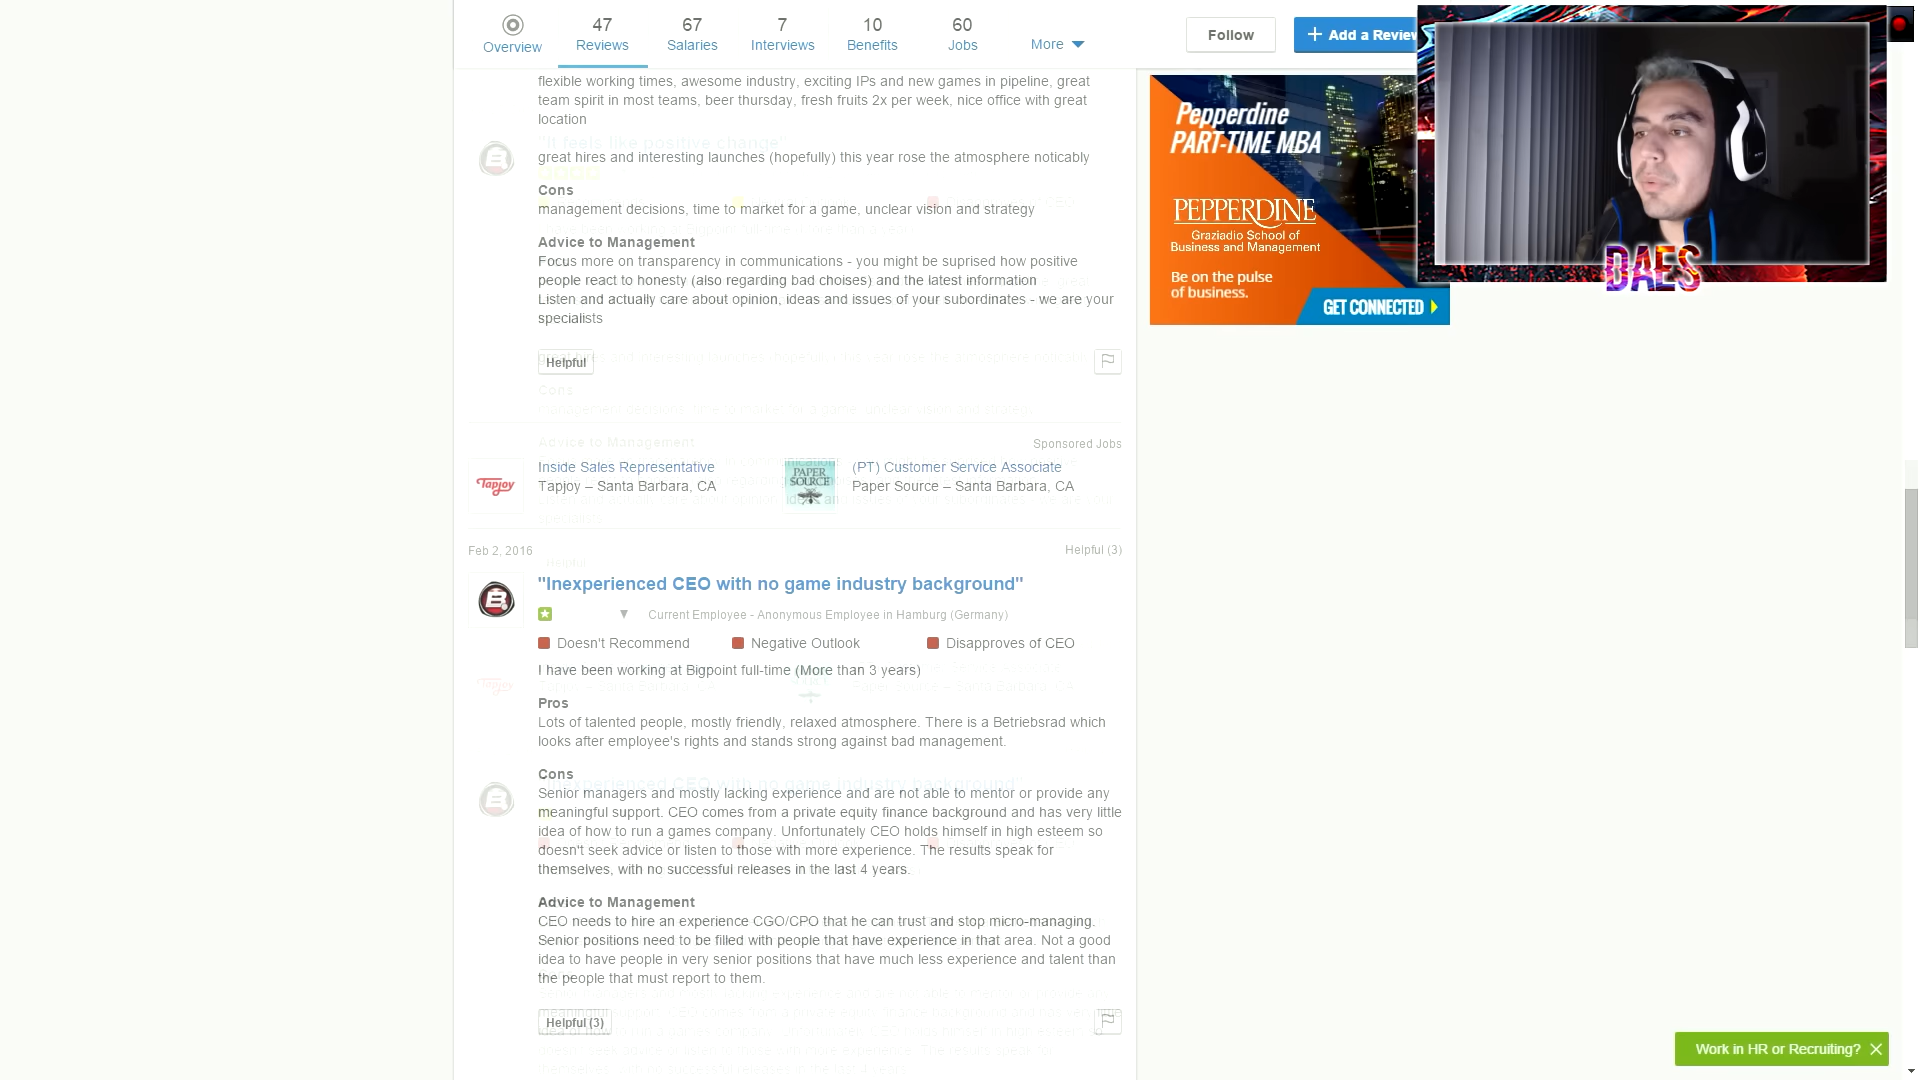 Overview
47
Reviews
67
Salaries
7
Interviews
10
Benefits
60
Jobs
More
Follow
+ Add a Review
flexible working times, awesome industry, exciting IPs and new games in pipeline, great
team spirit in most teams, beer thursday, fresh fruits 2x per week, nice office with great
location
"It feels like positive change"
great hires and interesting launches (hopefully) this year rose the atmosphere noticably
Cons
management decisions, time to market for a game, unclear vision and strategy
Advice to Management
Focus more on transparency in communications - you might be suprised how positive
people react to honesty (also regarding bad choises) and the latest information
Listen and actually care about opinion, ideas and issues of your subordinates - we are your
specialists
Helpful
Cons
Advice to Management
Sponsored Jobs
Tapjoy
Inside Sales Representative
Tapjoy – Santa Barbara, CA
PAPER
SOURCE
(PT) Customer Service Associate
Paper Source – Santa Barbara, CA
Feb 2, 2016
Helpful (3)
"Inexperienced CEO with no game industry background"
Current Employee - Anonymous Employee in Hamburg (Germany)
Doesn't Recommend
Negative Outlook
Disapproves of CEO
I have been working at Bigpoint full-time (More than 3 years)
Pros
Lots of talented people, mostly friendly, relaxed atmosphere. There is a Betriebsrad which
looks after employee's rights and stands strong against bad management.
Cons
Senior managers and mostly lacking experience and are not able to mentor or provide any
meaningful support. CEO comes from a private equity finance background and has very little
idea of how to run a games company. Unfortunately CEO holds himself in high esteem so
doesn't seek advice or listen to those with more experience. The results speak for
themselves, with no successful releases in the last 4 years.
Advice to Management
CEO needs to hire an experience CGO/CPO that he can trust and stop micro-managing.
Senior positions need to be filled with people that have experience in that area. Not a good
idea to have people in very senior positions that have much less experience and talent than
the people that must report to them.
Helpful (3)
Pepperdine
PART-TIME MBA
PEPPERDINE
Graziadio School of
Business and Management
Be on the pulse
of business.
GET CONNECTED
DAES
Work in HR or Recruiting?